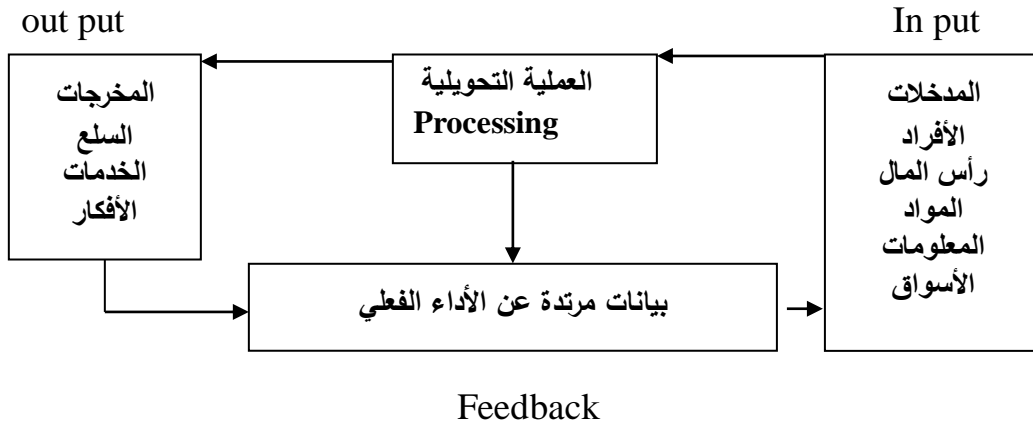 out put
In put
المدخلات
الأفراد
رأس المال
المواد
المعلومات
الأسواق
العملية التحويلية
Processing
المخرجات
السلع
الخدمات
الأفكار
بيانات مرتدة عن الأداء الفعلي
Feedback